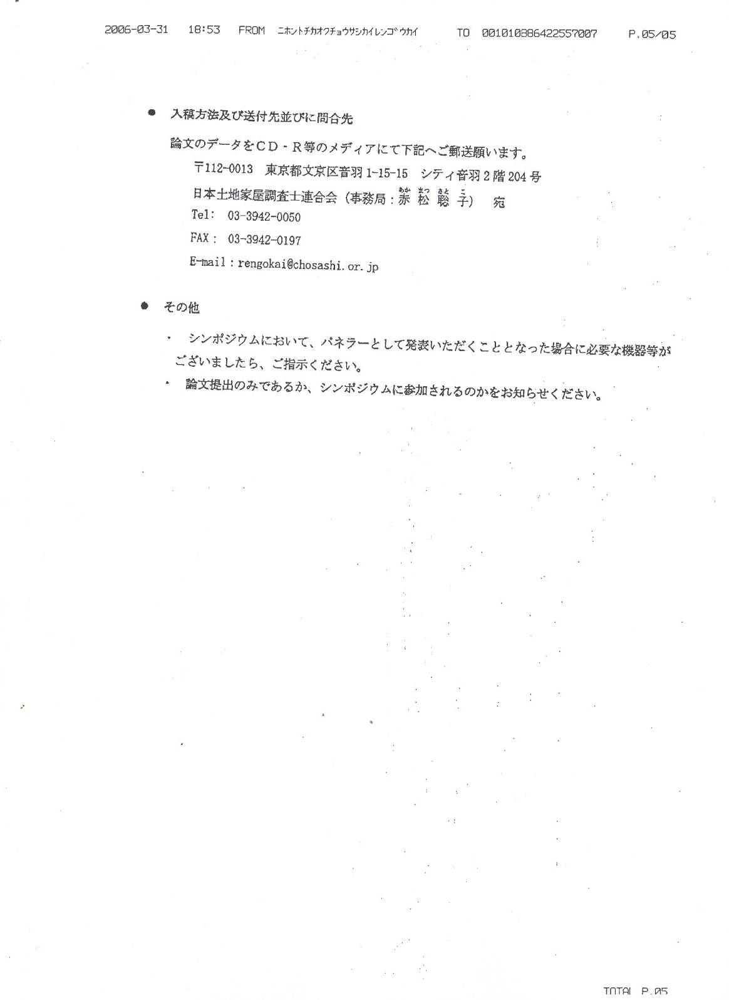 2006-03-31 18:53 FROM ニホントチカオクチョウサシカイレンゴウカイ TO 001010886422557007 P.05/05
● 入稿方法及び送付先並びに問合先
論文のデータをCD‐R等のメディアにて下記へご郵送願います。
〒112-0013 東京都文京区音羽1-15-15 シティ音羽2階204号
あか まつ さと こ
日本土地家屋調査士連合会（事務局：赤 松 聡 子） 宛
Tel: 03-3942-0050
FAX: 03-3942-0197
E-mail:rengokai@chosashi.or.jp
● その他
・ シンポジウムにおいて、パネラーとして発表いただくこととなった場合に必要な機器等が
ございましたら、ご指示ください。
・ 論文提出のみであるか、シンポジウムに参加されるのかをお知らせください。
TOTAL P.05